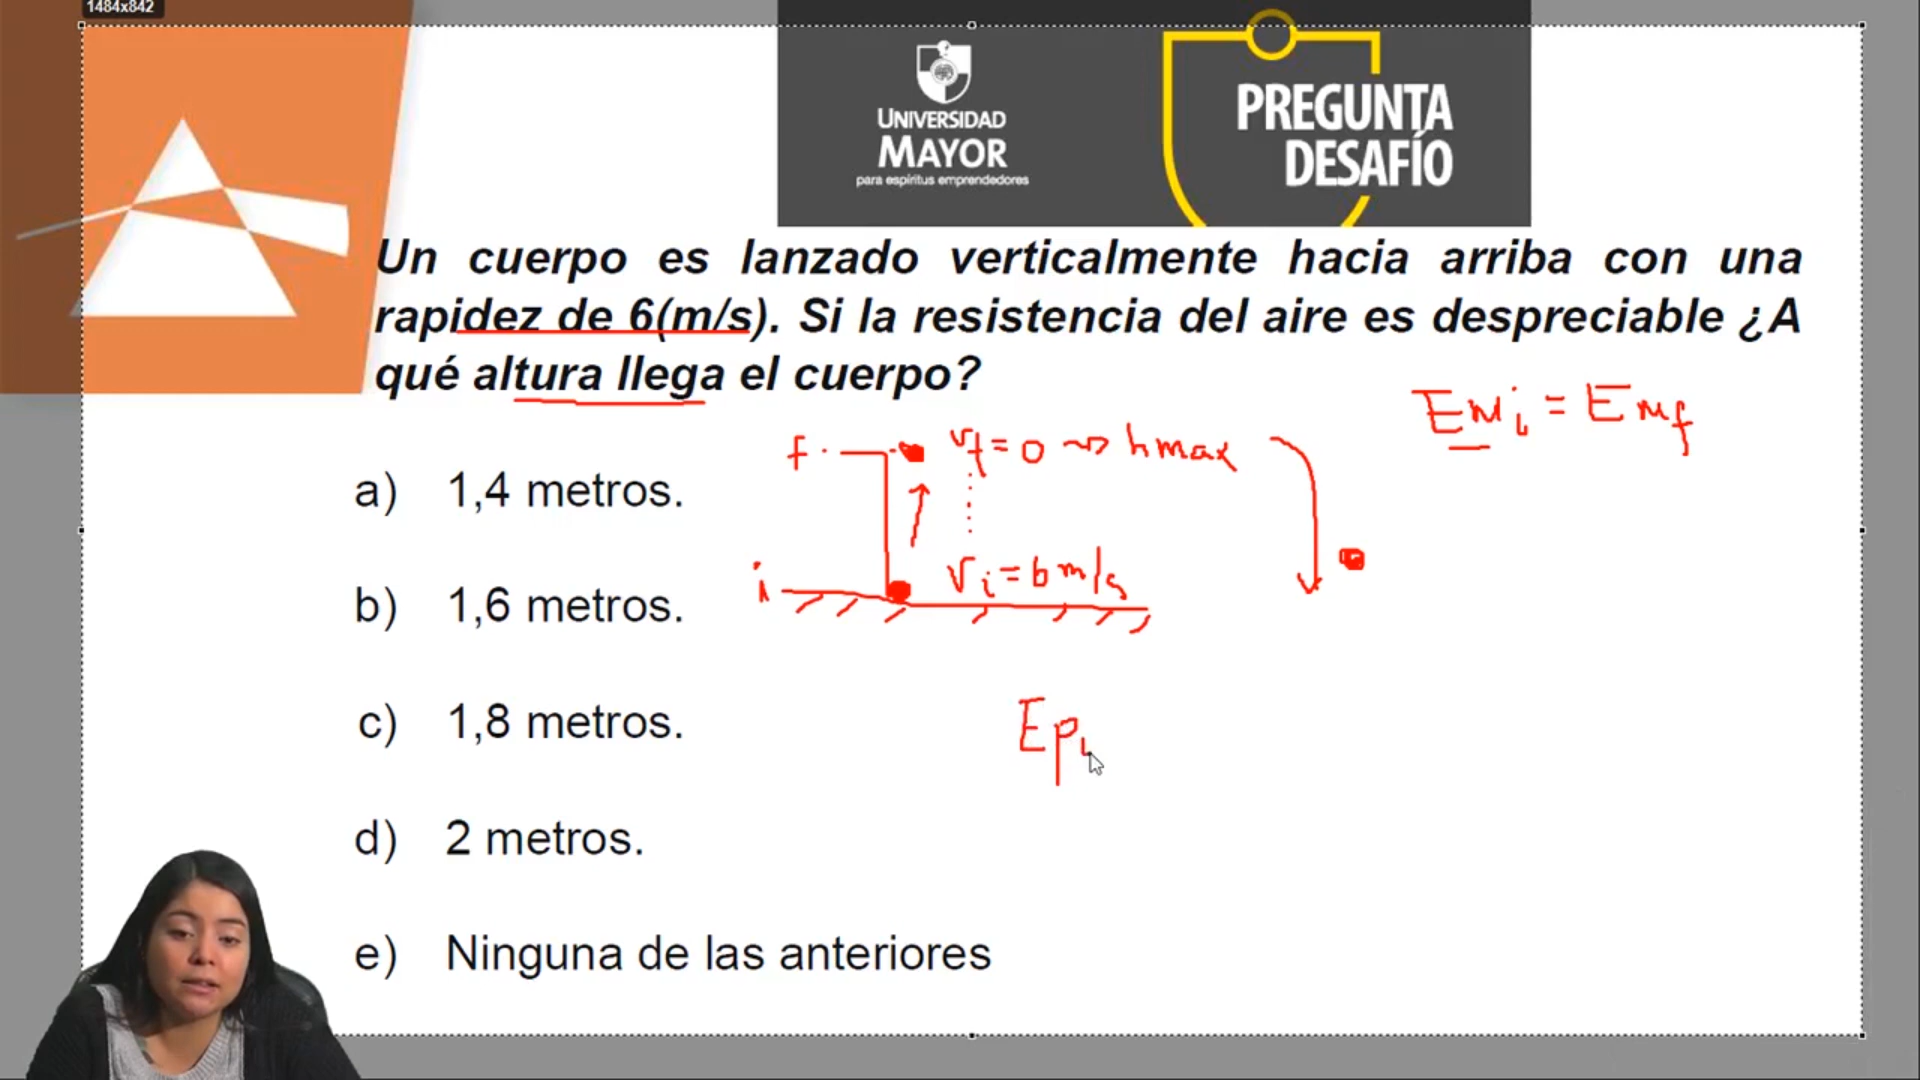 1484x842
UNIVERSIDAD
MAYOR
para espíritus emprendedores
PREGUNTA
DESAFÍO
Un cuerpo es lanzado verticalmente hacia arriba con una
rapidez de 6(m/s). Si la resistencia del aire es despreciable ¿A
qué altura llega el cuerpo?
Emi = Emf
f vf = 0 ⇝ hmax
a) 1,4 metros.
i vi = 6 m/s
b) 1,6 metros.
c) 1,8 metros.
Epi
d) 2 metros.
e) Ninguna de las anteriores